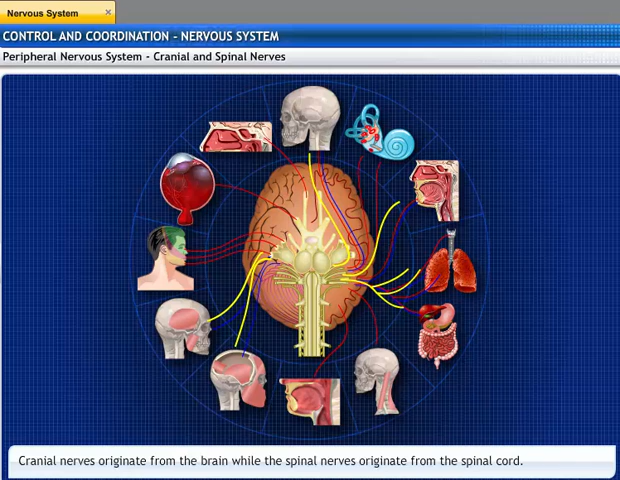 Nervous System
CONTROL AND COORDINATION - NERVOUS SYSTEM
Peripheral Nervous System - Cranial and Spinal Nerves
Cranial nerves originate from the brain while the spinal nerves originate from the spinal cord.